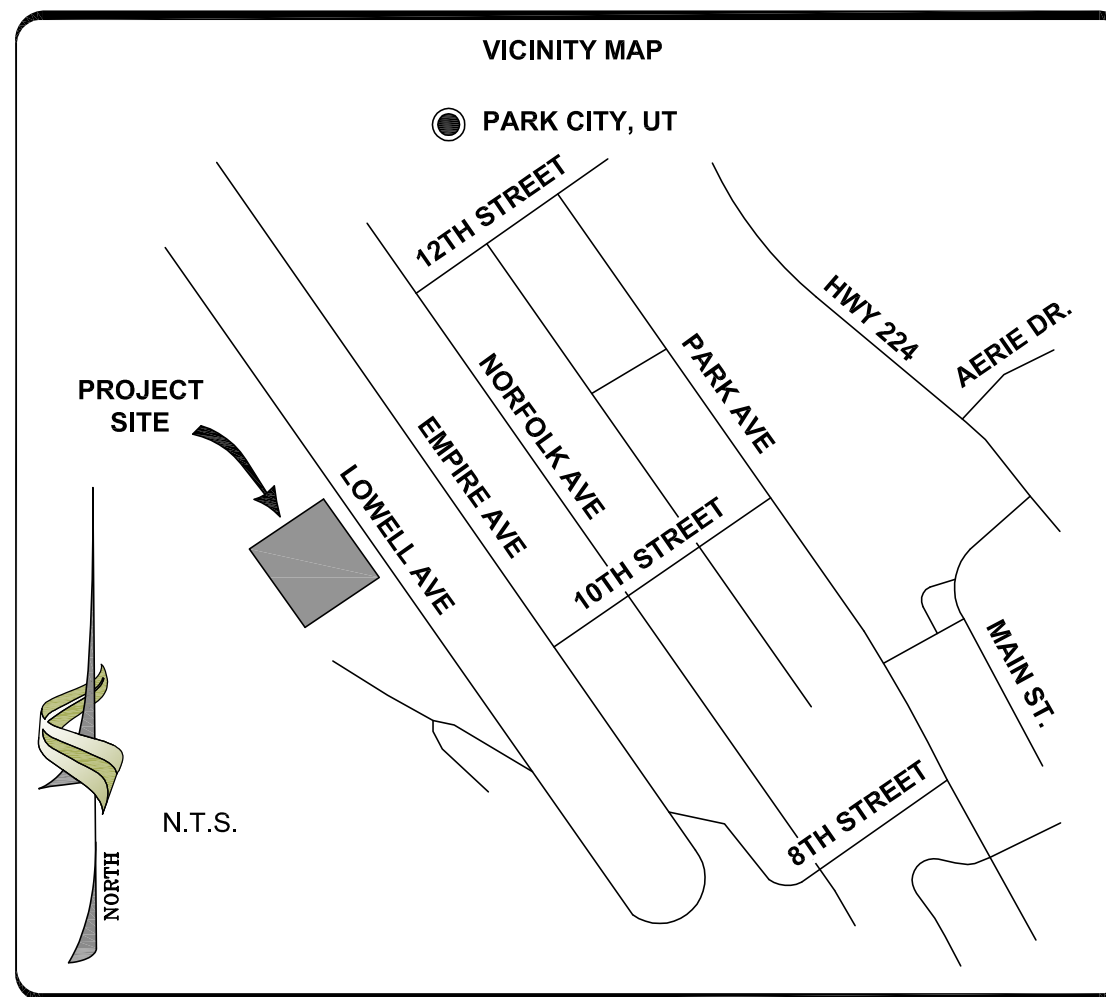 VICINITY MAP
PARK CITY, UT
12TH STREET
HWY 224
AERIE DR.
PARK AVE
NORFOLK AVE
PROJECT
SITE
EMPIRE AVE
LOWELL AVE
10TH STREET
MAIN ST.
8TH STREET
N.T.S.
NORTH